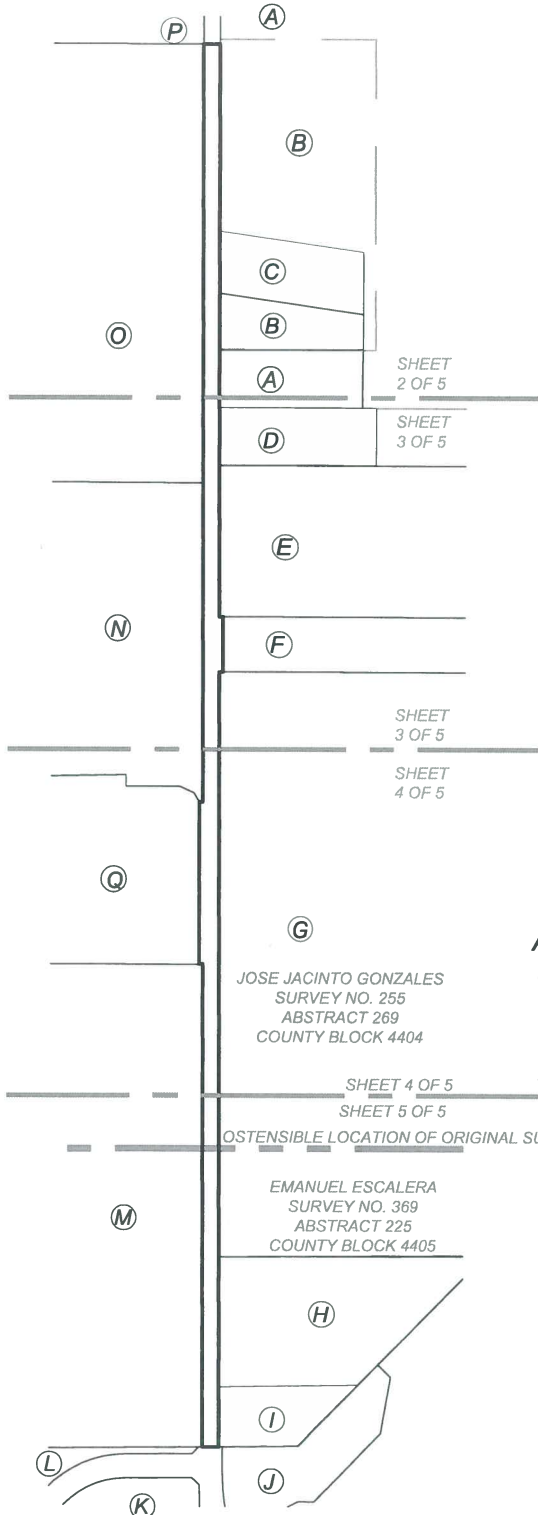 A
P
B
C
B
O
A
SHEET
2 OF 5
SHEET
3 OF 5
D
E
N
F
SHEET
3 OF 5
SHEET
4 OF 5
Q
G
JOSE JACINTO GONZALES
SURVEY NO. 255
ABSTRACT 269
COUNTY BLOCK 4404
SHEET 4 OF 5
SHEET 5 OF 5
OSTENSIBLE LOCATION OF ORIGINAL
EMANUEL ESCALERA
SURVEY NO. 369
ABSTRACT 225
COUNTY BLOCK 4405
M
H
I
L
J
K